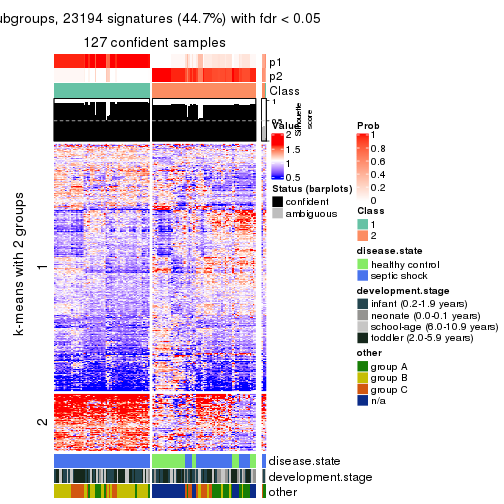 ubgroups, 23194 signatures (44.7%) with fdr < 0.05
127 confident samples
p1
p2
Class
1
0.5
Silhouette
score
k-means with 2 groups
1
2
disease.state
development.stage
other
Value
2
1.5
1
0.5
Status (barplots)
confident
ambiguous
Prob
1
0.8
0.6
0.4
0.2
0
Class
1
2
disease.state
healthy control
septic shock
development.stage
infant (0.2-1.9 years)
neonate (0.0-0.1 years)
school-age (6.0-10.9 years)
toddler (2.0-5.9 years)
other
group A
group B
group C
n/a